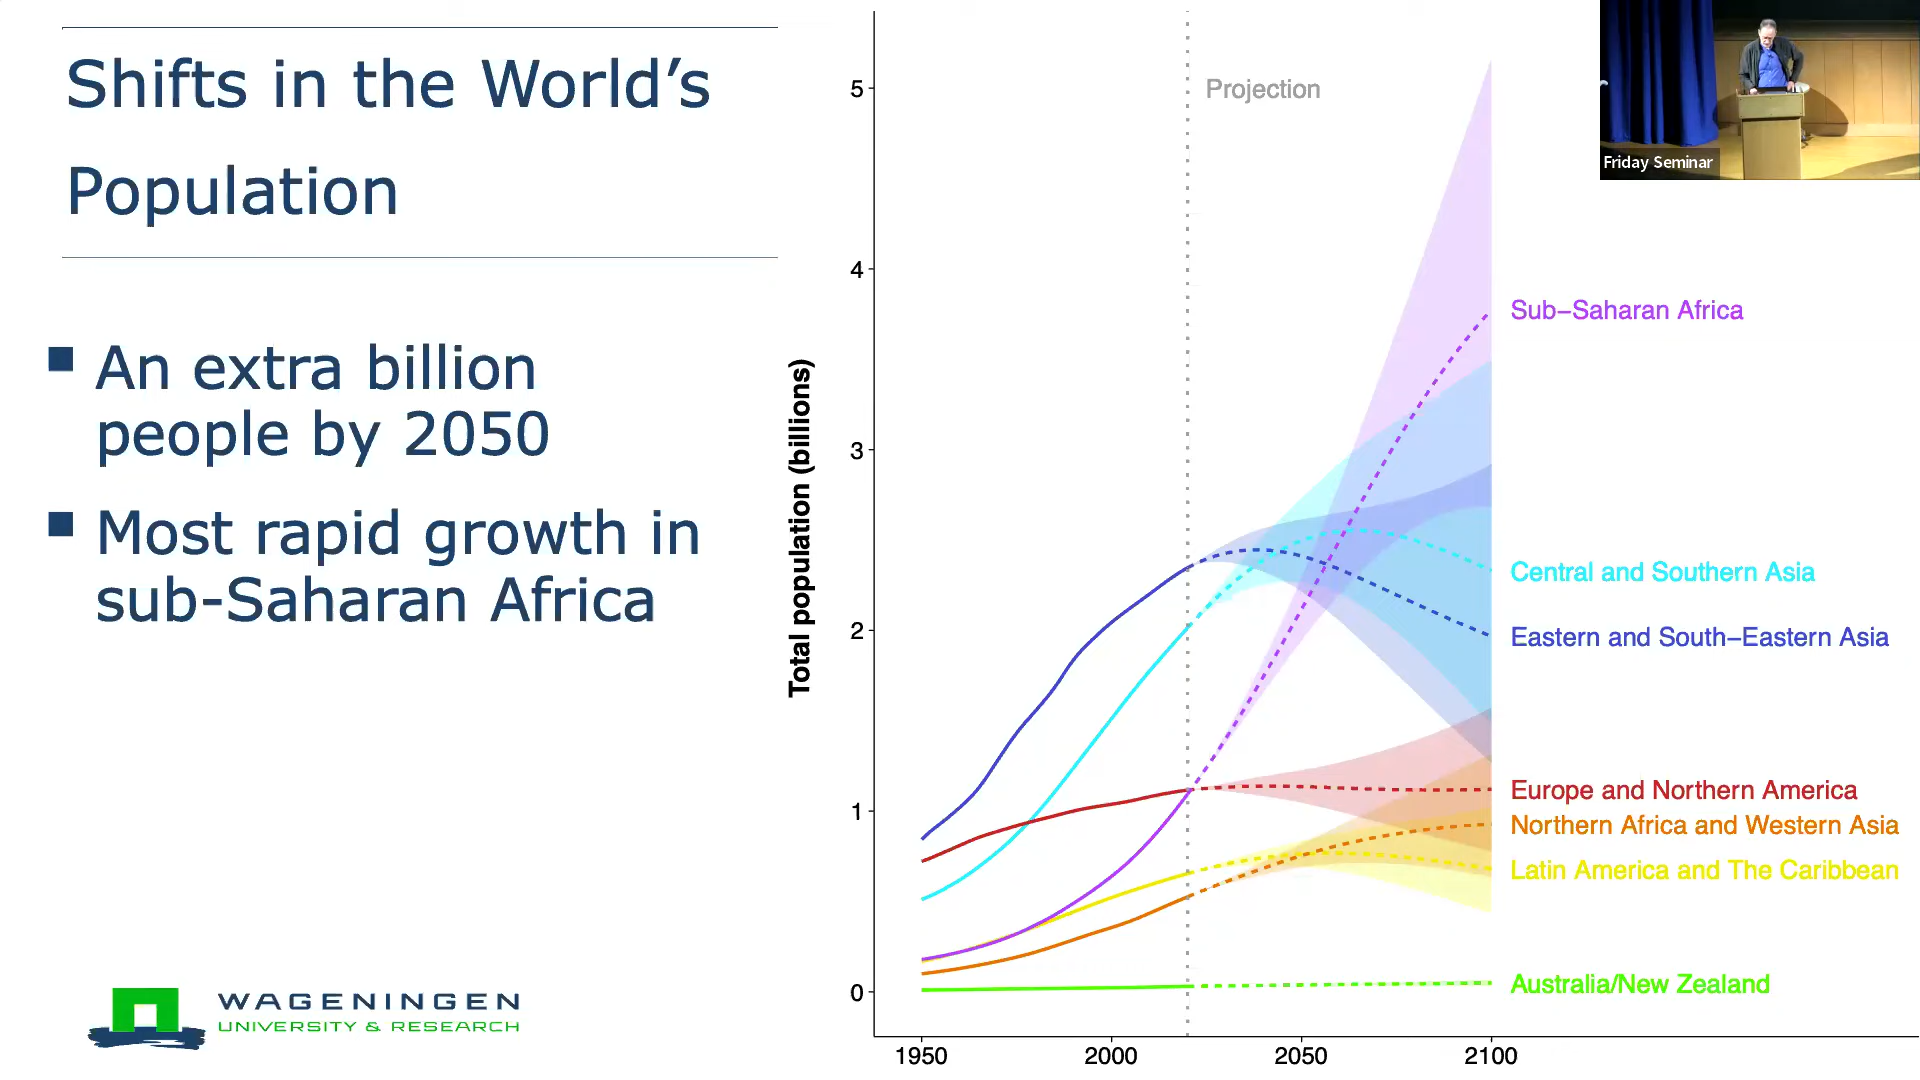 Shifts in the World’s
Population
■ An extra billion
people by 2050
■ Most rapid growth in
sub-Saharan Africa
WAGENINGEN
UNIVERSITY & RESEARCH
Total population (billions)
5
4
3
2
1
0
1950
2000
2050
2100
Projection
Sub−Saharan Africa
Central and Southern Asia
Eastern and South−Eastern Asia
Europe and Northern America
Northern Africa and Western Asia
Latin America and The Caribbean
Australia/New Zealand
Friday Seminar